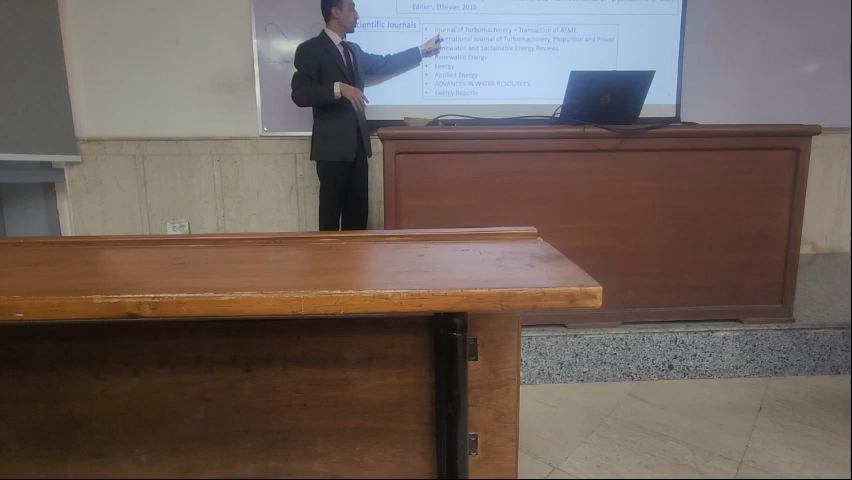 Edition, Elsevier 2010
Scientific Journals
• Journal of Turbomachinery – Transaction of ASME
International Journal of Turbomachinery, Propulsion and Power
Renewable and Sustainable Energy Reviews
• Renewable Energy
• Energy
• Applied Energy
• ADVANCES IN WATER RESOURCES
• Energy Reports